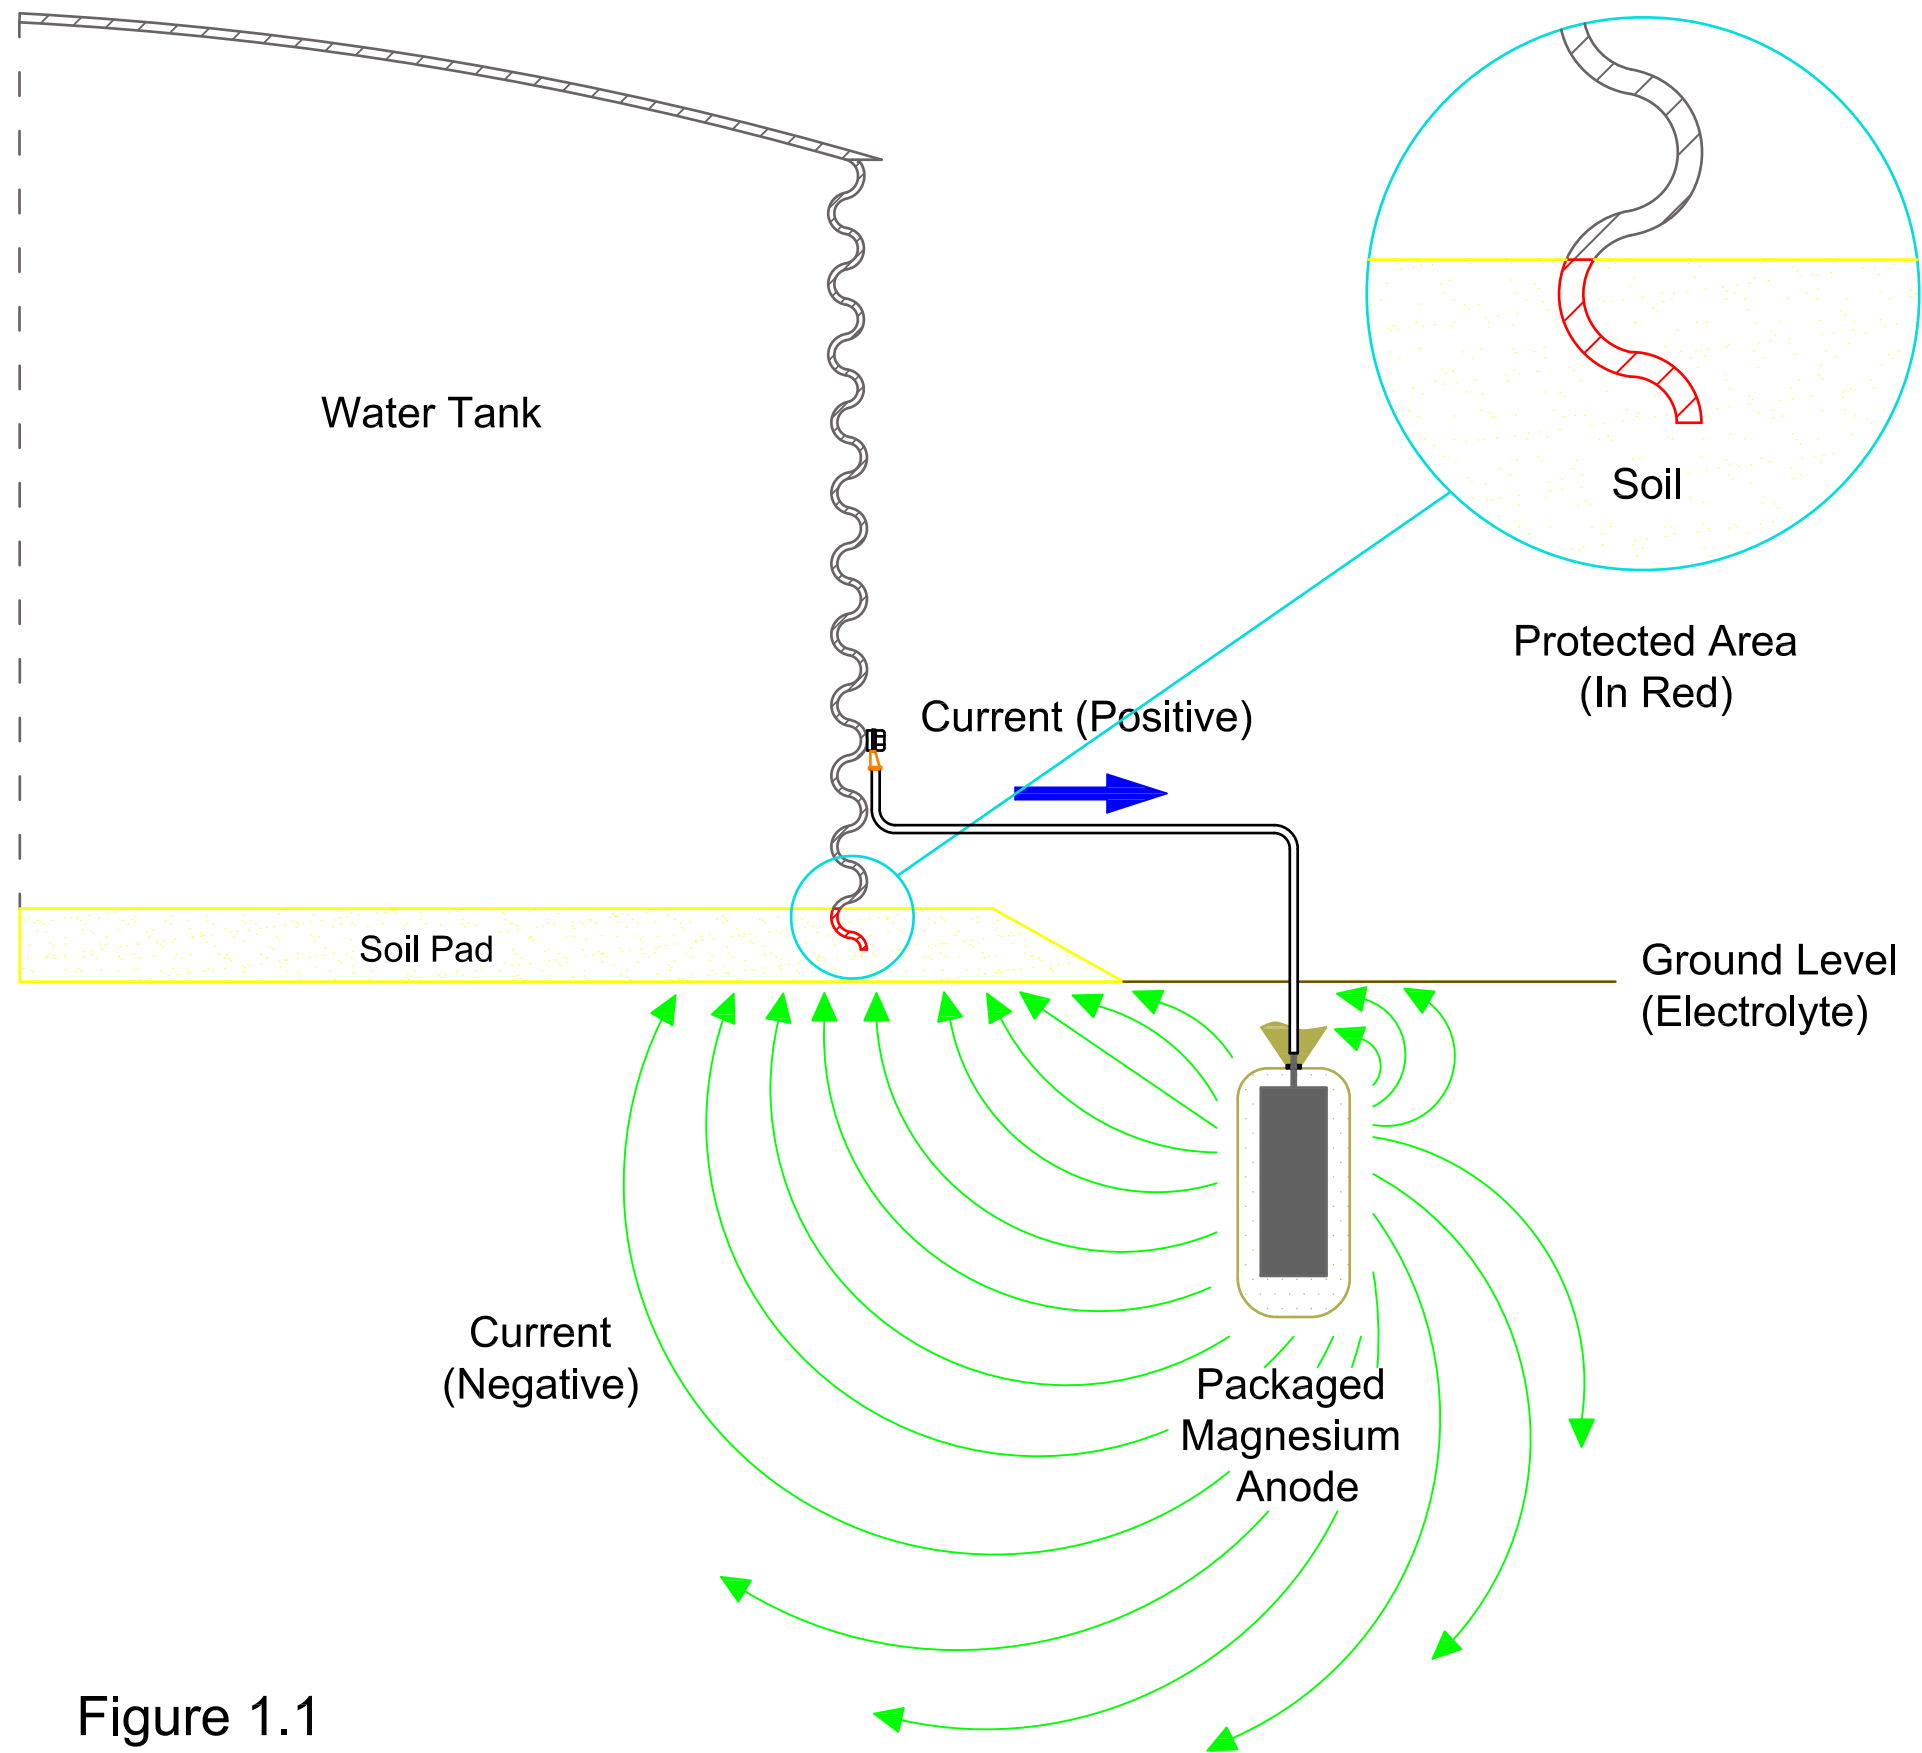 Water Tank
Soil
Protected Area
(In Red)
Current (Positive)
Soil Pad
Ground Level
(Electrolyte)
Current
(Negative)
Packaged
Magnesium
Anode
Figure 1.1